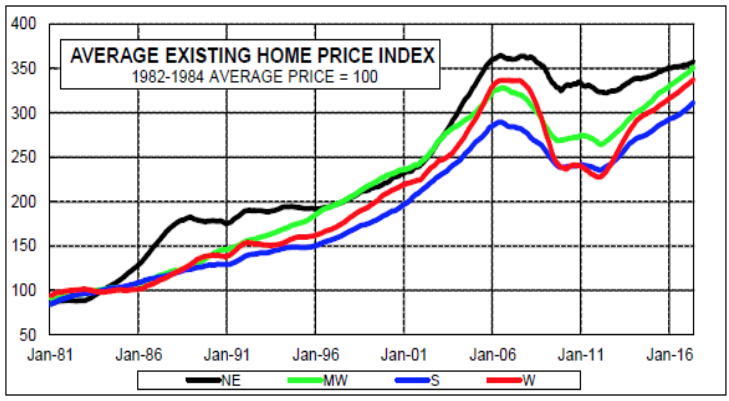 AVERAGE EXISTING HOME PRICE INDEX
1982-1984 AVERAGE PRICE = 100
400
350
300
250
200
150
100
50
Jan-81 Jan-86 Jan-91 Jan-96 Jan-01 Jan-06 Jan-11 Jan-16
NE MW S W